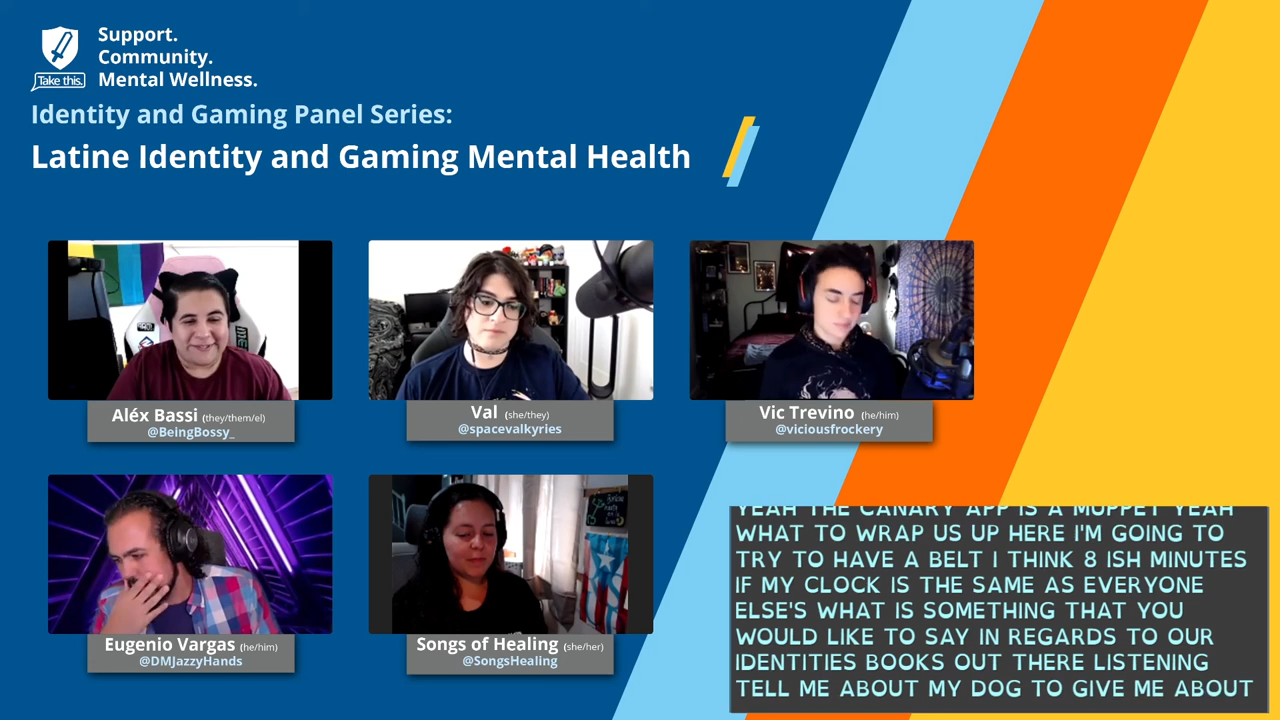 Support.
Community.
Mental Wellness.
Take this.
Identity and Gaming Panel Series:
Latine Identity and Gaming Mental Health
Aléx Bassi (they/them/el)
@BeingBossy_
Val (she/they)
@spacevalkyries
Vic Trevino (he/him)
@viciousfrockery
Eugenio Vargas (he/him)
@DMJazzyHands
Songs of Healing (she/her)
@SongsHealing
YEAH THE CANARY APP IS A MUPPET YEAH
WHAT TO WRAP US UP HERE I'M GOING TO
TRY TO HAVE A BELT I THINK 8 ISH MINUTES
IF MY CLOCK IS THE SAME AS EVERYONE
ELSE'S WHAT IS SOMETHING THAT YOU
WOULD LIKE TO SAY IN REGARDS TO OUR
IDENTITIES BOOKS OUT THERE LISTENING
TELL ME ABOUT MY DOG TO GIVE ME ABOUT